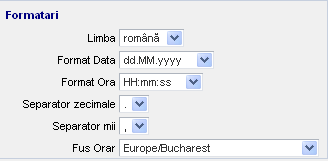 Formatari
Limba română
Format Data dd.MM.yyyy
Format Ora HH:mm:ss
Separator zecimale .
Separator mii ,
Fus Orar Europe/Bucharest